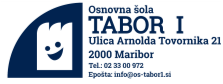 Osnovna šola
TABOR I
Ulica Arnolda Tovornika 21
2000 Maribor
Tel.: 02 33 00 972
Epošta: info@os-tabor1.si